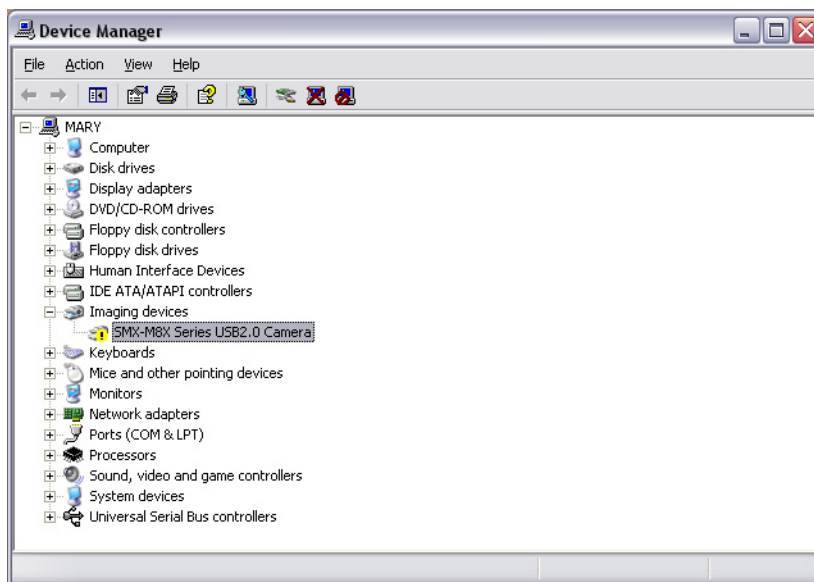 Device Manager
File Action View Help
MARY
Computer
Disk drives
Display adapters
DVD/CD-ROM drives
Floppy disk controllers
Floppy disk drives
Human Interface Devices
IDE ATA/ATAPI controllers
Imaging devices
SMX-M8X Series USB2.0 Camera
Keyboards
Mice and other pointing devices
Monitors
Network adapters
Ports (COM & LPT)
Processors
Sound, video and game controllers
System devices
Universal Serial Bus controllers